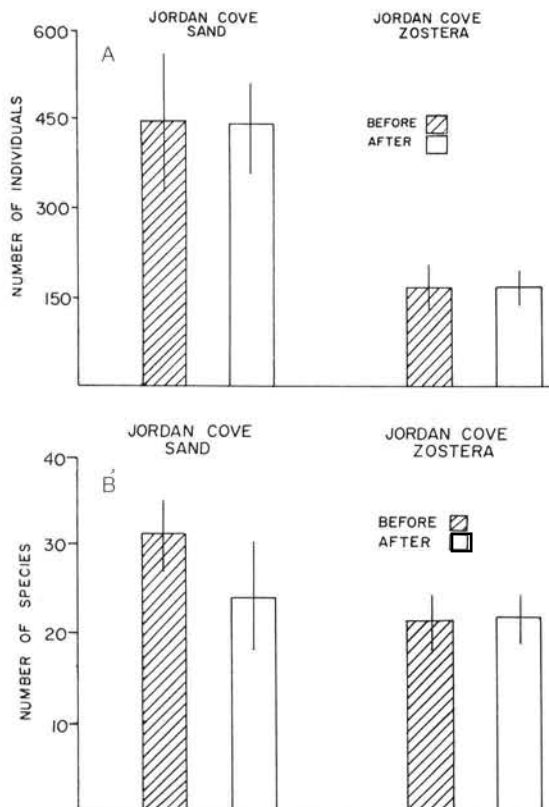 JORDAN COVE
SAND
JORDAN COVE
ZOSTERA
A
600
450
300
150
NUMBER OF INDIVIDUALS
BEFORE
AFTER
JORDAN COVE
SAND
JORDAN COVE
ZOSTERA
B
40
30
20
10
NUMBER OF SPECIES
BEFORE
AFTER